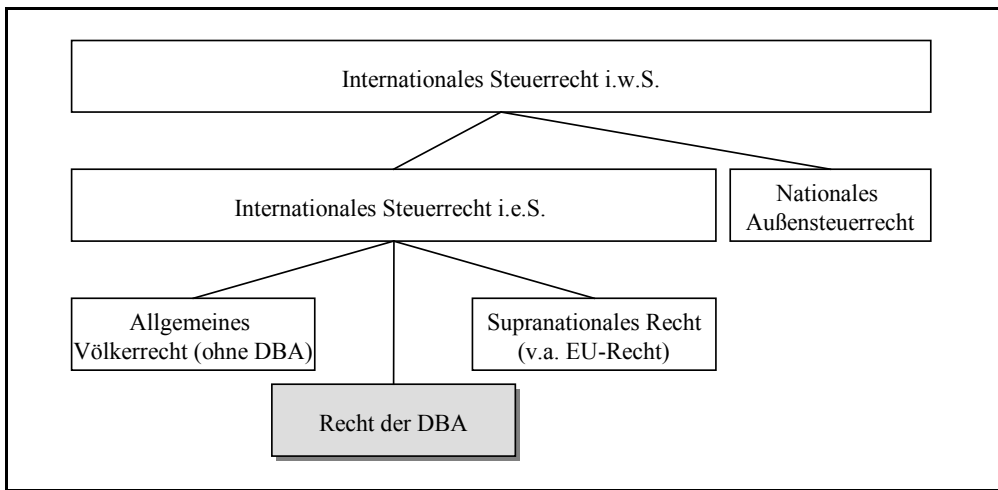 Internationales Steuerrecht i.w.S.
Internationales Steuerrecht i.e.S.
Nationales
Außensteuerrecht
Allgemeines
Völkerrecht (ohne DBA)
Supranationales Recht
(v.a. EU-Recht)
Recht der DBA